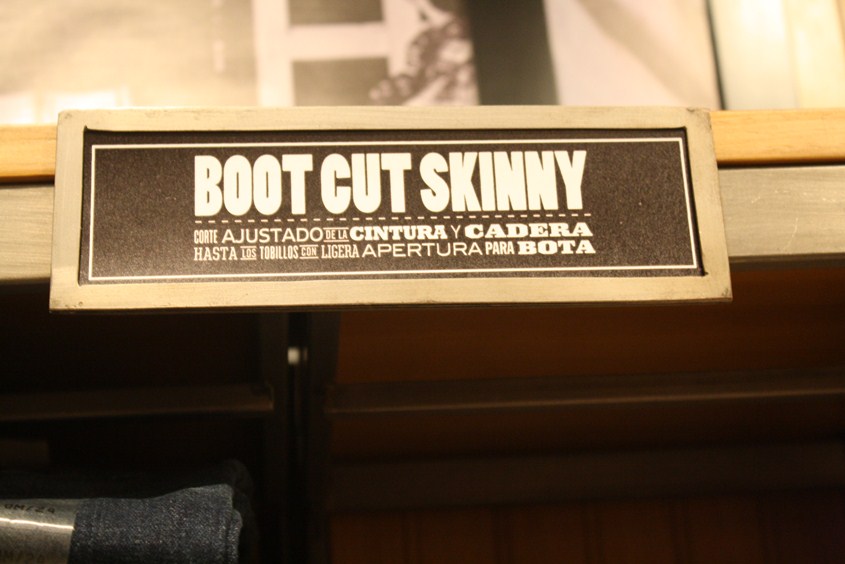 BOOT CUT SKINNY
CORTE AJUSTADO DE LA CINTURA Y CADERA
HASTA LOS TOBILLOS CON LIGERA APERTURA PARA BOTA